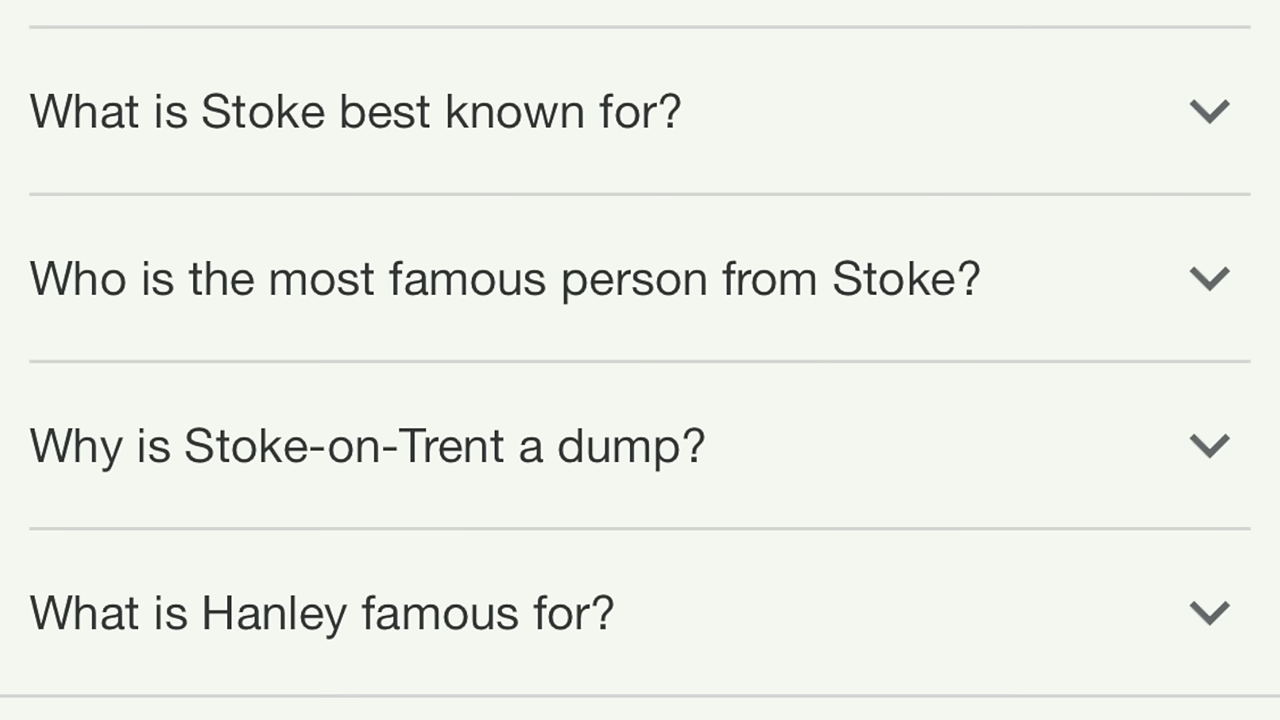 What is Stoke best known for?
Who is the most famous person from Stoke?
Why is Stoke-on-Trent a dump?
What is Hanley famous for?